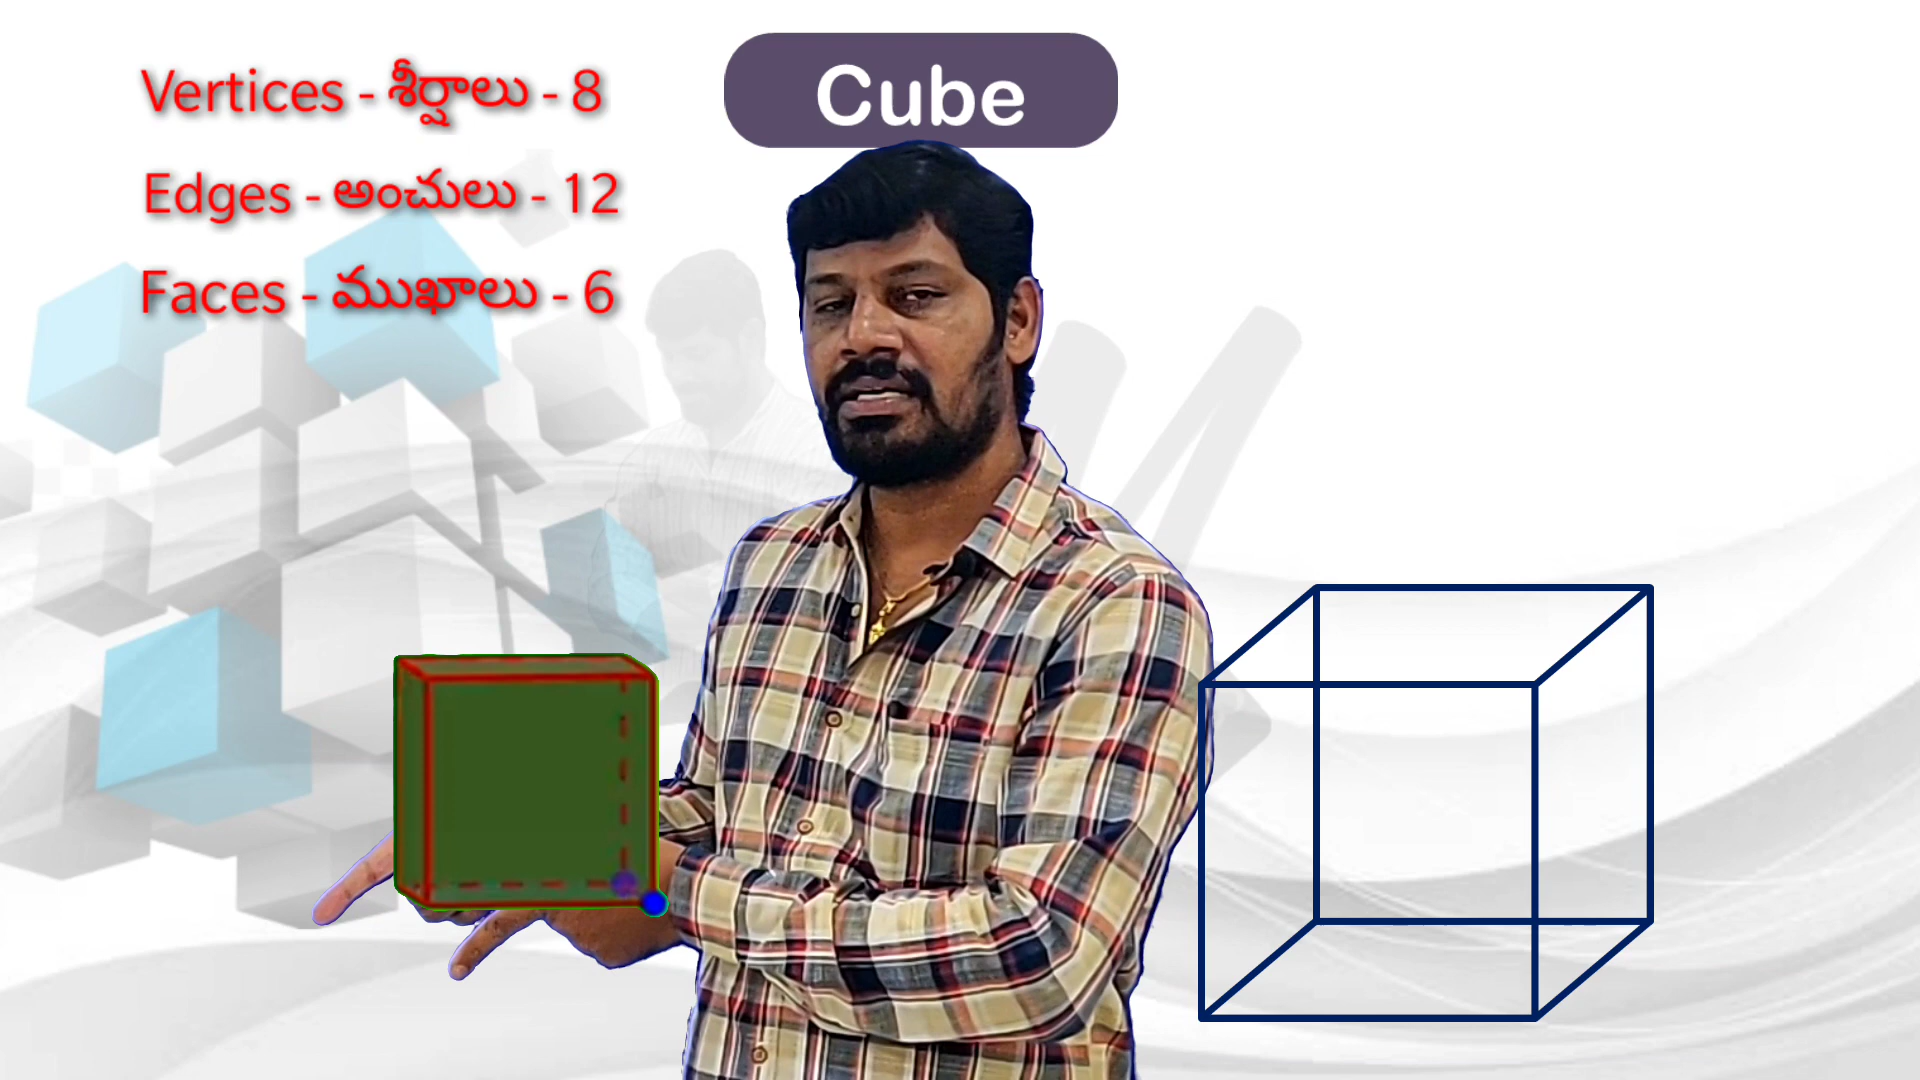 Cube
Vertices - శీర్షాలు - 8
Edges - అంచులు - 12
Faces - ముఖాలు - 6